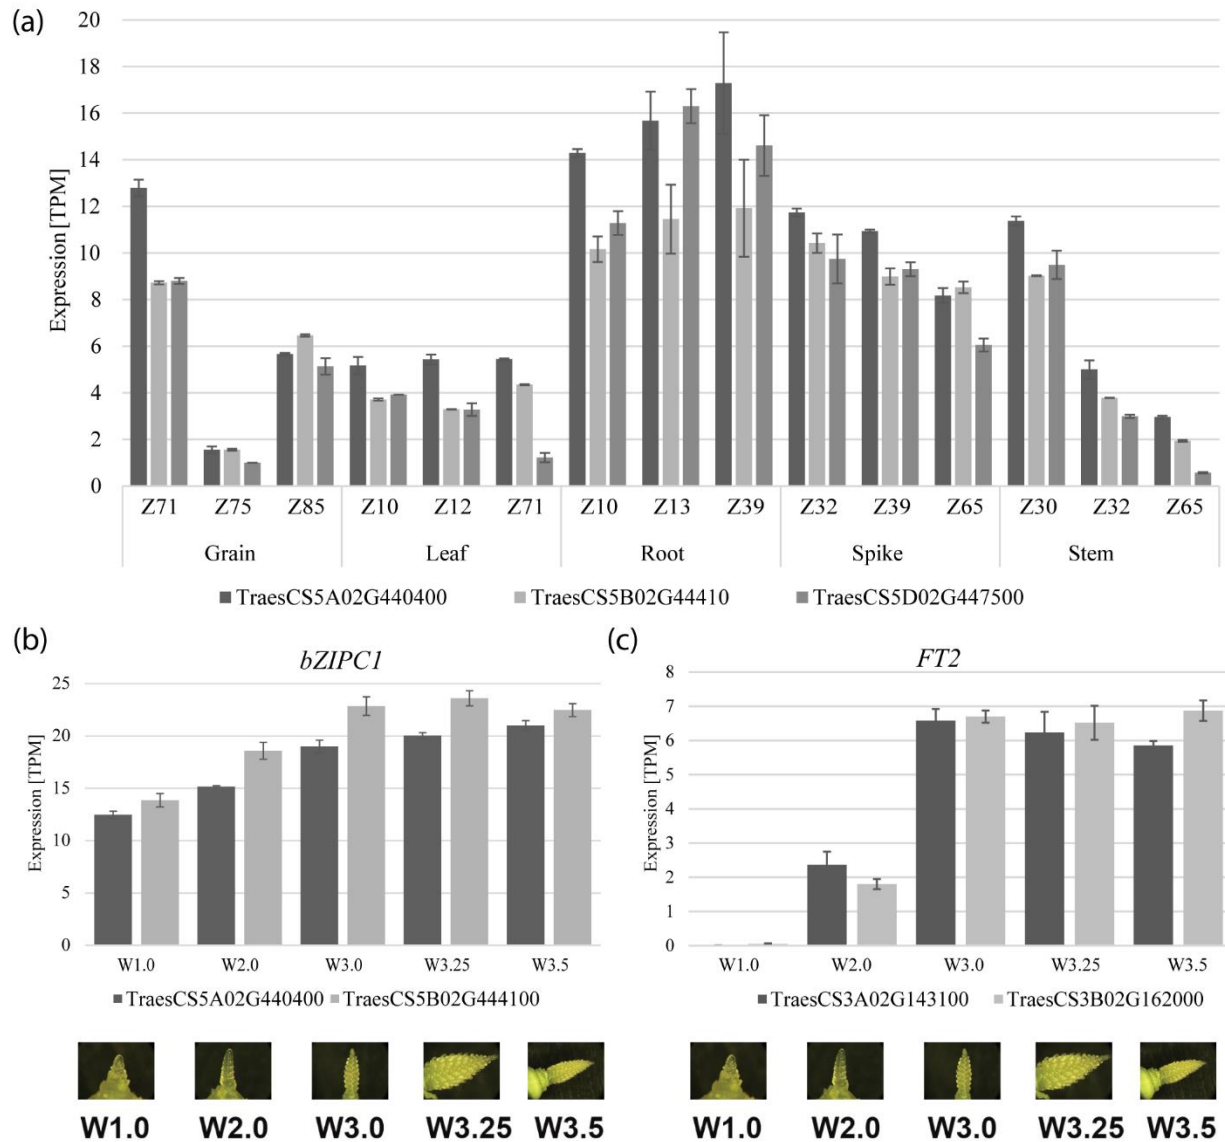 (a)
20
18
16
14
12
10
8
6
4
2
0
Expression [TPM]
Z71 Z75 Z85 Z10 Z12 Z71 Z10 Z13 Z39 Z32 Z39 Z65 Z30 Z32 Z65
Grain Leaf Root Spike Stem
TraesCS5A02G440400 TraesCS5B02G44410 TraesCS5D02G447500
(b)
bZIPC1
25
20
15
10
5
0
Expression [TPM]
W1.0 W2.0 W3.0 W3.25 W3.5
TraesCS5A02G440400 TraesCS5B02G444100
W1.0 W2.0 W3.0 W3.25 W3.5
(c)
FT2
8
7
6
5
4
3
2
1
0
Expression [TPM]
W1.0 W2.0 W3.0 W3.25 W3.5
TraesCS3A02G143100 TraesCS3B02G162000
W1.0 W2.0 W3.0 W3.25 W3.5